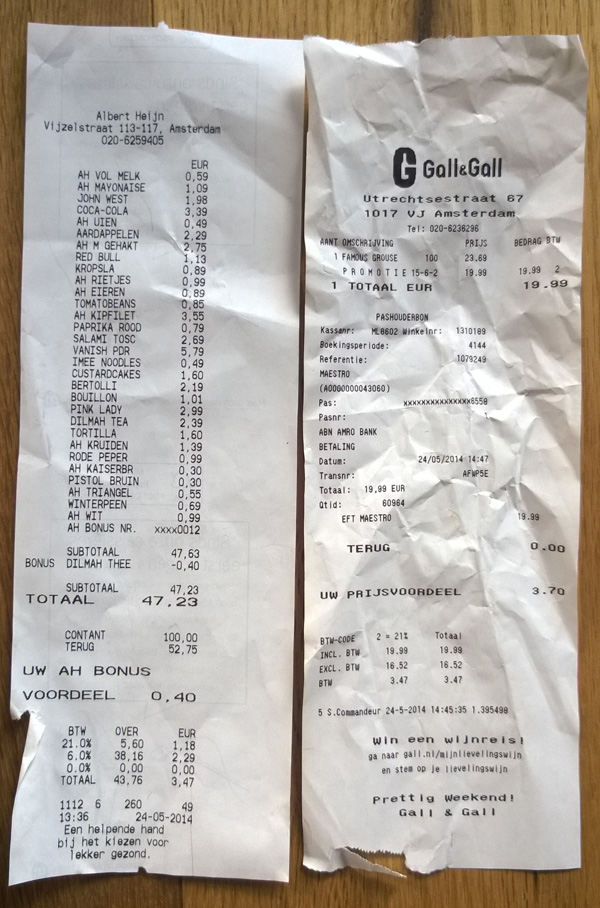 Albert Heijn
Vijzelstraat 113-117, Amsterdam
020-6259405
EUR
AH VOL MELK 0,59
AH MAYONAISE 1,09
JOHN WEST 1,98
COCA-COLA 3,39
AH UIEN 0,49
AARDAPPELEN 2,29
AH M GEHAKT 2,75
RED BULL 1,13
KROPSLA 0,89
AH RIETJES 0,99
AH EIEREN 0,89
TOMATOBEANS 0,85
AH KIPFILET 3,55
PAPRIKA ROOD 0,79
SALAMI TOSC 2,69
VANISH PDR 5,79
IMEE NOODLES 0,49
CUSTARDCAKES 1,60
BERTOLLI 2,19
BOUILLON 1,01
PINK LADY 2,99
DILMAH TEA 2,39
TORTILLA 1,60
AH KRUIDEN 1,39
RODE PEPER 0,99
AH KAISERBR 0,30
PISTOL BRUIN 0,30
AH TRIANGEL 0,55
WINTERPEEN 0,69
AH WIT 0,99
AH BONUS NR. xxxx0012
SUBTOTAAL 47,63
BONUS DILMAH THEE -0,40
SUBTOTAAL 47,23
TOTAAL 47,23
CONTANT 100,00
TERUG 52,75
UW AH BONUS
VOORDEEL 0,40
BTW OVER EUR
21.0% 5,60 1,18
6.0% 38,16 2,29
0.0% 0,00 0,00
TOTAAL 43,76 3,47
1112 6 260 49
13:36 24-05-2014
Een helpende hand
bij het kiezen voor
lekker gezond.
G Gall&Gall
Utrechtsestraat 67
1017 VJ Amsterdam
Tel: 020-6236296
AANT OMSCHRIJVING PRIJS BEDRAG BTW
1 FAMOUS GROUSE 100 23.69
PROMOTIE 15-6-2 19.99 19.99 2
1 TOTAAL EUR 19.99
PASHOUDERBON
Kassanr: ML8602 Winkelnr: 1310189
Boekingsperiode: 4144
Referentie: 1079249
MAESTRO
(A0000000043060)
Pas: xxxxxxxxxxxxxxx6550
Pasnr: 1
ABN AMRO BANK
BETALING
Datum: 24/05/2014 14:47
Transnr: AFWP5E
Totaal: 19,99 EUR
Qtid: 60964
EFT MAESTRO 19.99
TERUG 0.00
UW PRIJSVOORDEEL 3.70
BTW-CODE 2 = 21% Totaal
INCL. BTW 19.99 19.99
EXCL. BTW 16.52 16.52
BTW 3.47 3.47
5 S.Commandeur 24-5-2014 14:45:35 1.395498
Win een wijnreis!
ga naar gall.nl/mijnlievelingswijn
en stem op je lievelingswijn
Prettig Weekend!
Gall & Gall